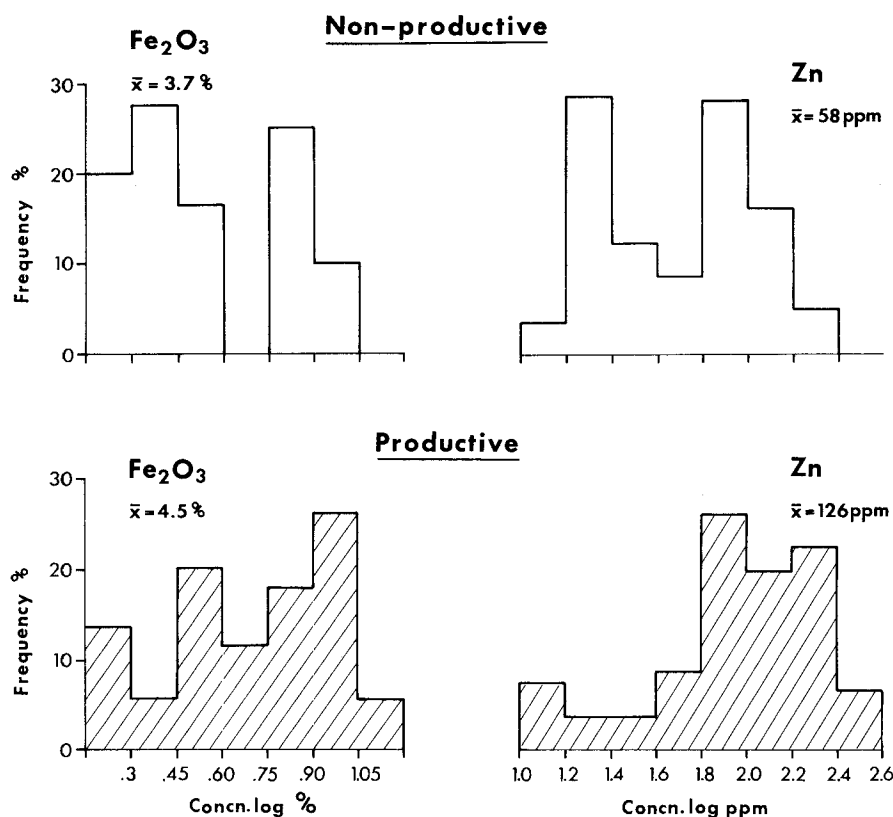 Non-productive
Fe₂O₃
x̄ = 3.7 %
Zn
x̄ = 58 ppm
Frequency %
30
20
10
0
Productive
Fe₂O₃
x̄ = 4.5 %
Zn
x̄ = 126 ppm
Frequency %
30
20
10
0
.3 .45 .60 .75 .90 1.05
Concn. log %
1.0 1.2 1.4 1.6 1.8 2.0 2.2 2.4 2.6
Concn. log ppm